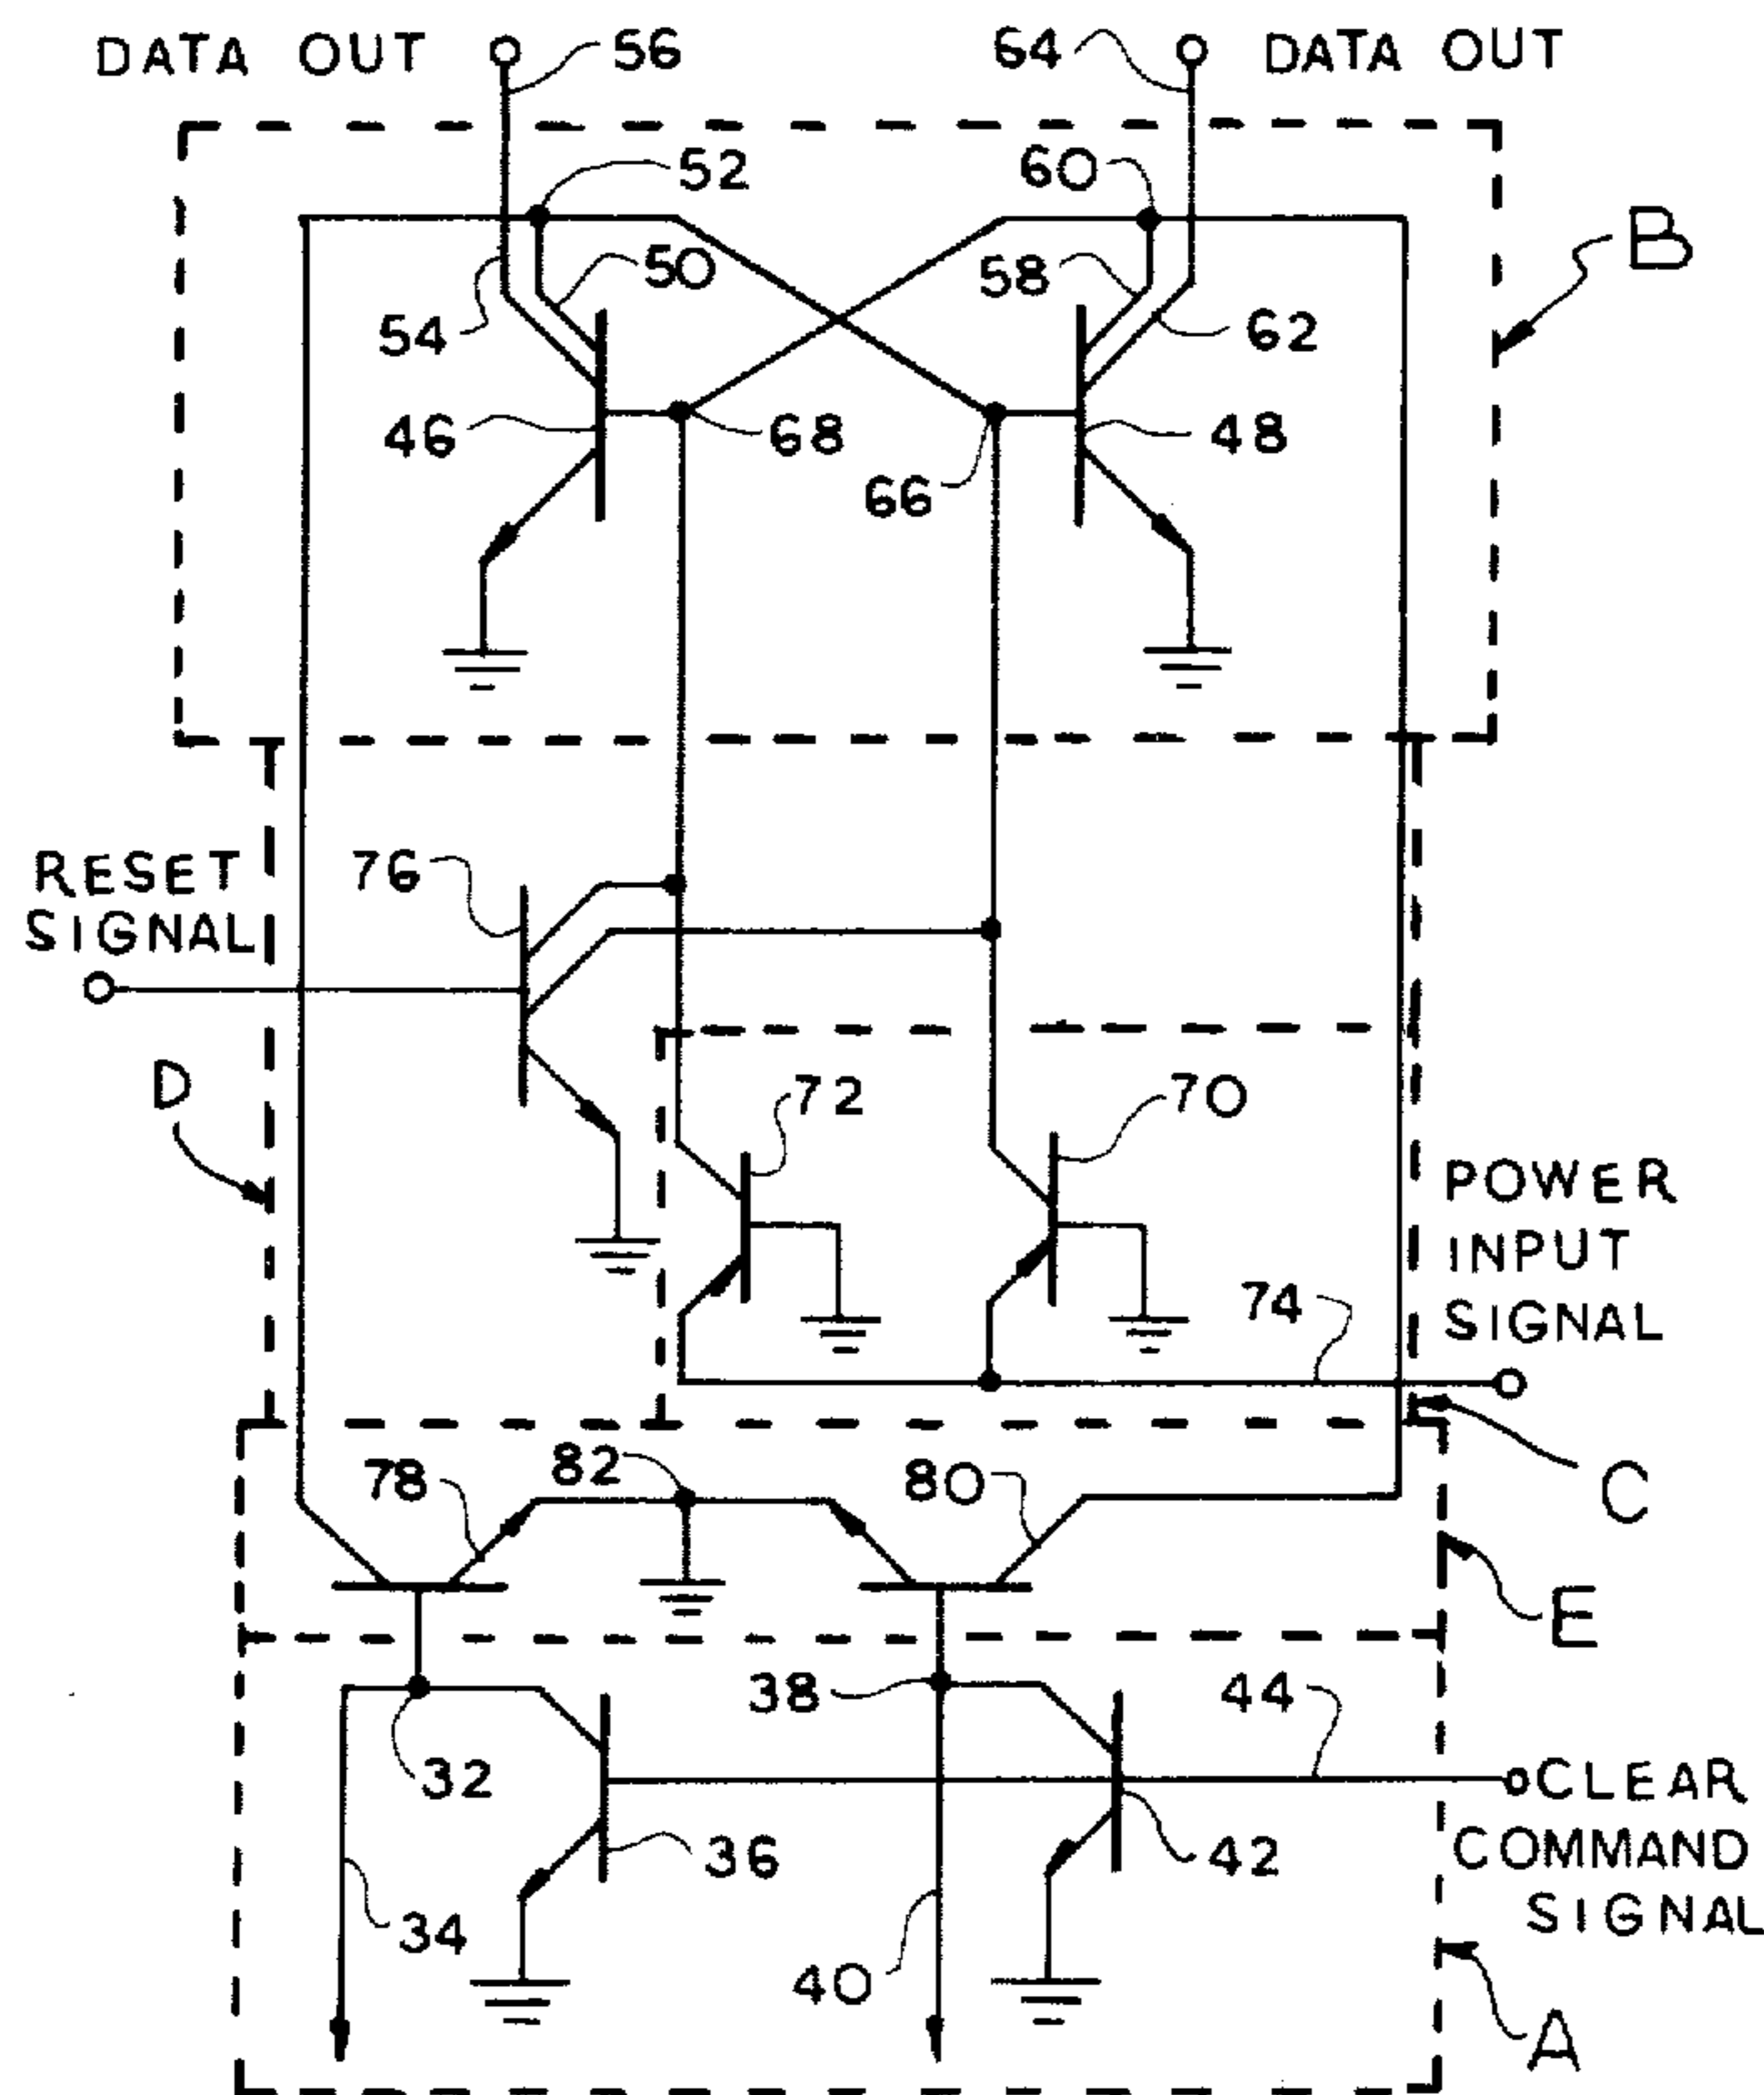 DATA OUT
56
64
DATA OUT
52
60
B
50
58
54
62
46
68
48
66
RESET
SIGNAL
76
D
72
70
POWER
INPUT
SIGNAL
74
78
82
80
C
E
38
44
32
CLEAR
COMMAND
SIGNAL
36
42
34
40
A